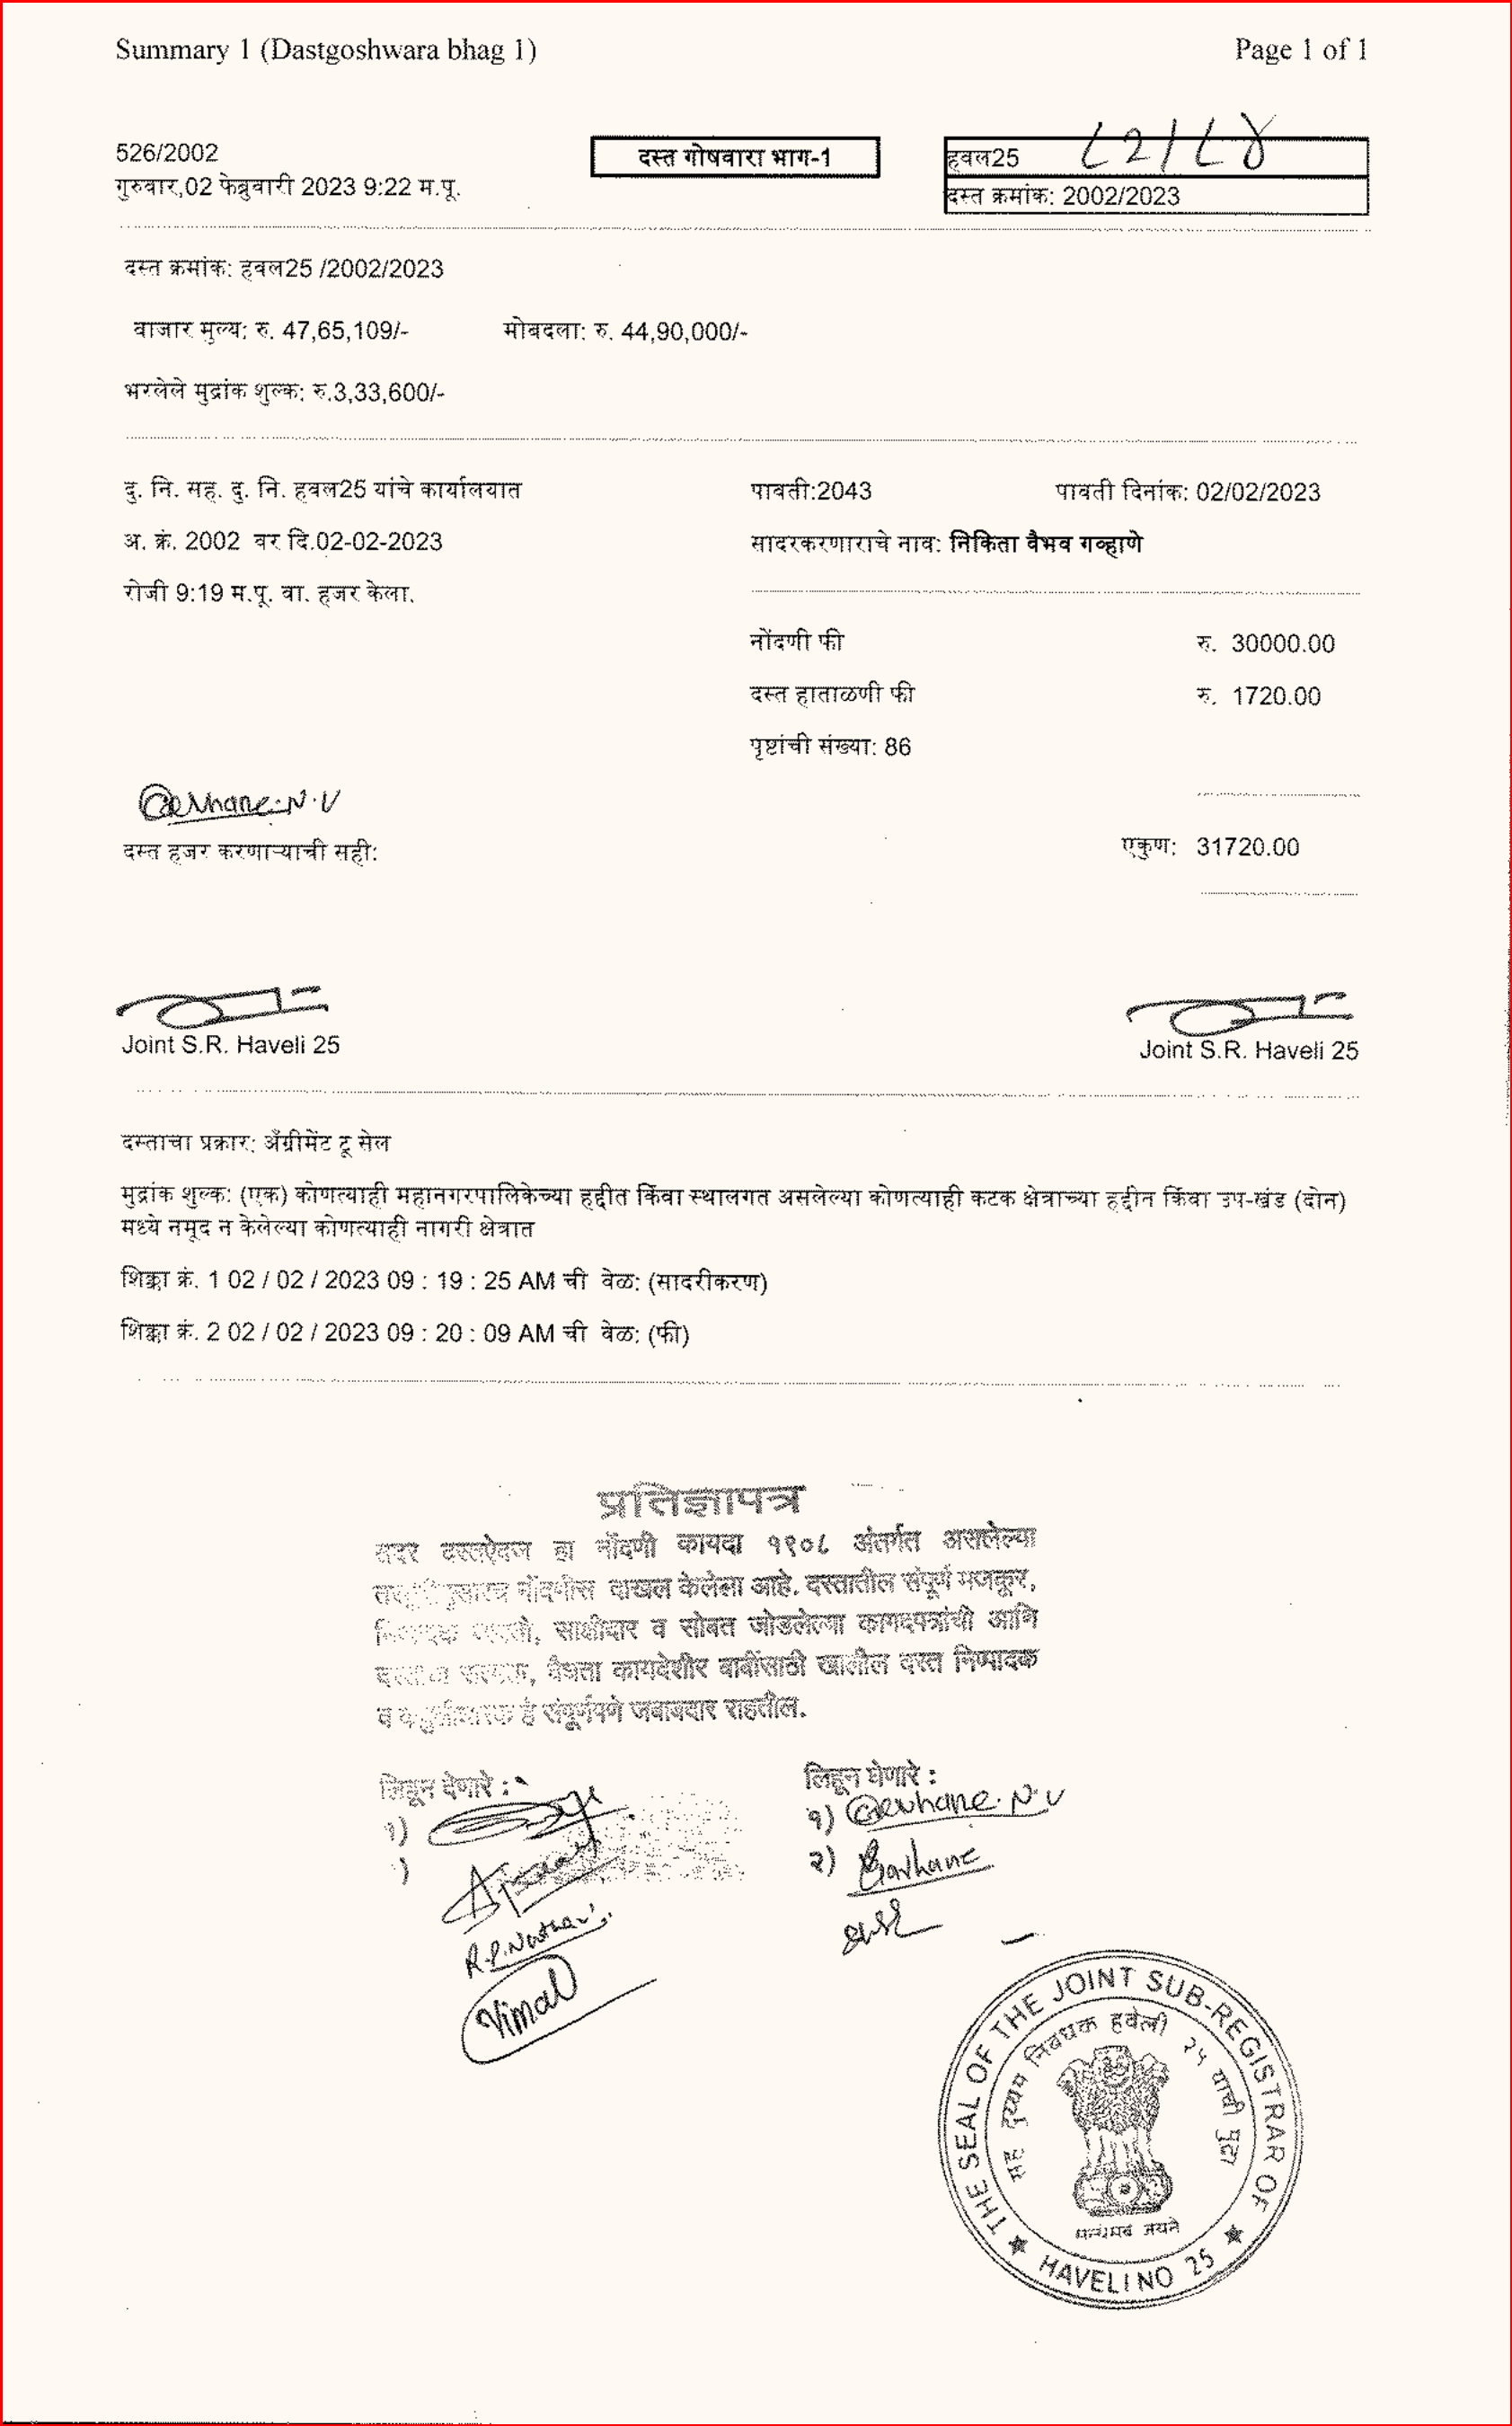 Summary 1 (Dastgoshwara bhag 1)
Page 1 of 1
526/2002
गुरुवार,02 फेब्रुवारी 2023 9:22 म.पू.
दस्त गोषवारा भाग-1
हवल25 ८२/८४
दस्त क्रमांक: 2002/2023
दस्त क्रमांक: हवल25 /2002/2023
बाजार मुल्य: रु. 47,65,109/- मोबदला: रु. 44,90,000/-
भरलेले मुद्रांक शुल्क: रु.3,33,600/-
दु. नि. सह. दु. नि. हवल25 यांचे कार्यालयात
अ. क्रं. 2002 वर दि.02-02-2023
रोजी 9:19 म.पू. वा. हजर केला.
पावती:2043 पावती दिनांक: 02/02/2023
सादरकरणाराचे नाव: निकिता वैभव गव्हाणे
नोंदणी फी रु. 30000.00
दस्त हाताळणी फी रु. 1720.00
पृष्टांची संख्या: 86
एकुण: 31720.00
Gavhane.N.V
दस्त हजर करणाऱ्याची सही:
Joint S.R. Haveli 25
Joint S.R. Haveli 25
दस्ताचा प्रकार: अ‍ॅग्रीमेंट टू सेल
मुद्रांक शुल्क: (एक) कोणत्याही महानगरपालिकेच्या हद्दीत किंवा स्थालगत असलेल्या कोणत्याही कटक क्षेत्राच्या हद्दीत किंवा उप-खंड (दोन)
मध्ये नमूद न केलेल्या कोणत्याही नागरी क्षेत्रात
शिक्का क्रं. 1 02 / 02 / 2023 09 : 19 : 25 AM ची वेळ: (सादरीकरण)
शिक्का क्रं. 2 02 / 02 / 2023 09 : 20 : 09 AM ची वेळ: (फी)
प्रतिज्ञापत्र
सदर दस्तऐवज हा नोंदणी कायदा १९०८ अंतर्गत असलेल्या
नोंदणीस दाखल केलेला आहे. दस्तातील संपूर्ण मजकूर,
साक्षीदार व सोबत जोडलेल्या कागदपत्रांची आणि
वैधता कायदेशीर बाबींसाठी खालील दस्त निष्पादक
व हे संपूर्णपणे जबाबदार राहतील.
लिहून देणारे :
१)
)
R.P.
Vimal
लिहून घेणारे :
१) Gavhane.N.V
२) Gavhane
THE SEAL OF THE JOINT SUB-REGISTRAR OF
HAVELI NO 25
सह दुय्यम निबंधक हवेली २५ यांची मुद्रा
सत्यमेव जयते